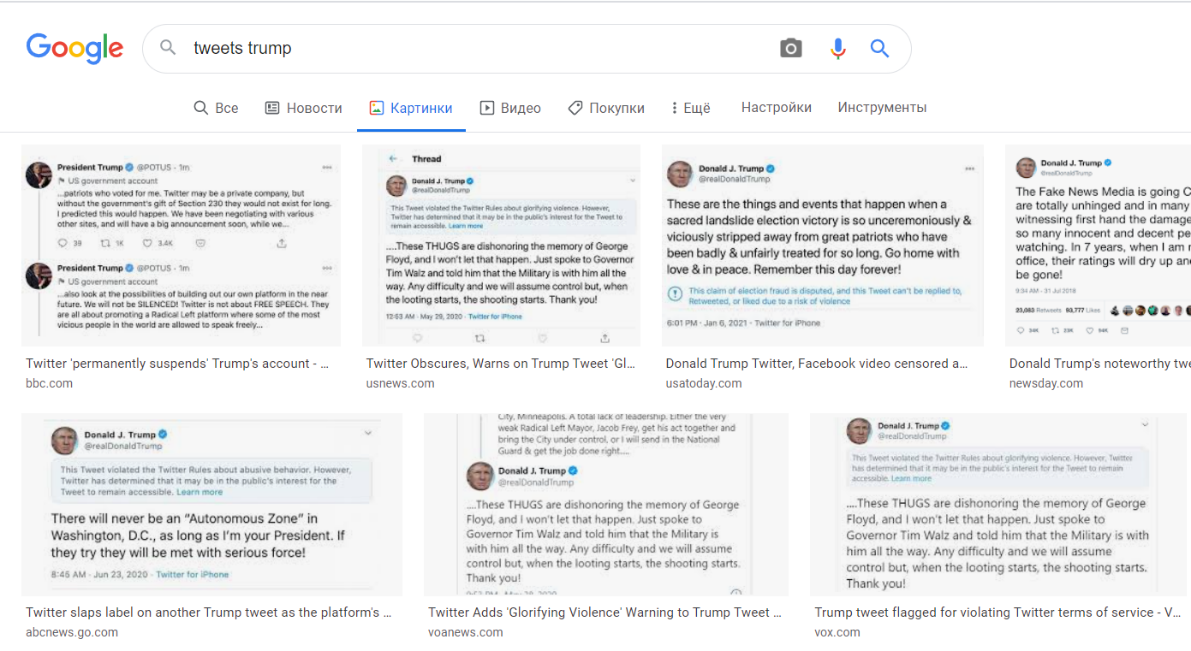 Google
tweets trump
Все
Новости
Картинки
Видео
Покупки
Ещё
Настройки
Инструменты
President Trump @POTUS · 1m
US government account
...patriots who voted for me. Twitter may be a private company, but
without the government's gift of Section 230 they would not exist for long.
I predicted this would happen. We have been negotiating with various
other sites, and will have a big announcement soon, while we...
39 1K 3.4K
President Trump @POTUS · 1m
US government account
...also look at the possibilities of building out our own platform in the near
future. We will not be SILENCED! Twitter is not about FREE SPEECH. They
are all about promoting a Radical Left platform where some of the most
vicious people in the world are allowed to speak freely...
Twitter 'permanently suspends' Trump's account - ...
bbc.com
Thread
Donald J. Trump
@realDonaldTrump
This Tweet violated the Twitter Rules about glorifying violence. However,
Twitter has determined that it may be in the public's interest for the Tweet to
remain accessible. Learn more
....These THUGS are dishonoring the memory of George
Floyd, and I won't let that happen. Just spoke to Governor
Tim Walz and told him that the Military is with him all the
way. Any difficulty and we will assume control but, when
the looting starts, the shooting starts. Thank you!
12:53 AM · May 29, 2020 · Twitter for iPhone
Twitter Obscures, Warns on Trump Tweet 'Gl...
usnews.com
Donald J. Trump
@realDonaldTrump
These are the things and events that happen when a
sacred landslide election victory is so unceremoniously &
viciously stripped away from great patriots who have
been badly & unfairly treated for so long. Go home with
love & in peace. Remember this day forever!
This claim of election fraud is disputed, and this Tweet can't be replied to,
Retweeted, or liked due to a risk of violence
6:01 PM · Jan 6, 2021 · Twitter for iPhone
Donald Trump Twitter, Facebook video censored a...
usatoday.com
Donald J. Trump
@realDonaldTrump
The Fake News Media is going C
are totally unhinged and in many
witnessing first hand the damage
so many innocent and decent pe
watching. In 7 years, when I am
office, their ratings will dry up and
be gone!
9:34 AM - 31 Jul 2018
Retweets Likes
Donald Trump's noteworthy twe
newsday.com
Donald J. Trump
@realDonaldTrump
This Tweet violated the Twitter Rules about abusive behavior. However,
Twitter has determined that it may be in the public's interest for the
Tweet to remain accessible. Learn more
There will never be an “Autonomous Zone” in
Washington, D.C., as long as I'm your President. If
they try they will be met with serious force!
8:45 AM · Jun 23, 2020 · Twitter for iPhone
Twitter slaps label on another Trump tweet as the platform's ...
abcnews.go.com
City, Minneapolis. A total lack of leadership. Either the very
weak Radical Left Mayor, Jacob Frey, get his act together and
bring the City under control, or I will send in the National
Guard & get the job done right....
Donald J. Trump
@realDonaldTrump
....These THUGS are dishonoring the memory of George
Floyd, and I won't let that happen. Just spoke to
Governor Tim Walz and told him that the Military is
with him all the way. Any difficulty and we will assume
control but, when the looting starts, the shooting starts.
Thank you!
Twitter Adds 'Glorifying Violence' Warning to Trump Tweet ...
voanews.com
Donald J. Trump
@realDonaldTrump
This Tweet violated the Twitter Rules about glorifying violence. However, Twitter
has determined that it may be in the public's interest for the Tweet to remain
accessible. Learn more
....These THUGS are dishonoring the memory of George
Floyd, and I won't let that happen. Just spoke to
Governor Tim Walz and told him that the Military is with
him all the way. Any difficulty and we will assume
control but, when the looting starts, the shooting starts.
Thank you!
Trump tweet flagged for violating Twitter terms of service - V...
vox.com